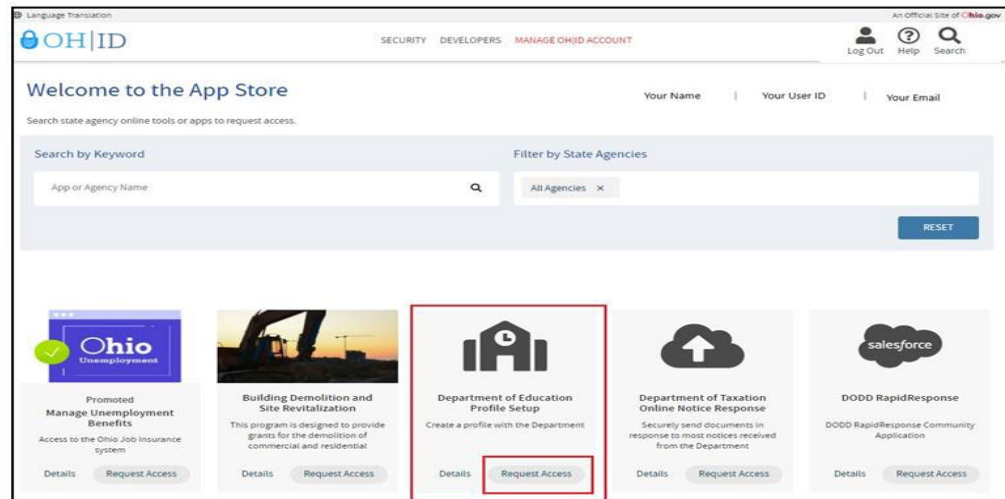 Language Translation
An Official Site of Ohio.gov
OH|ID
SECURITY DEVELOPERS MANAGE OH|ID ACCOUNT
Log Out Help Search
Welcome to the App Store
Your Name | Your User ID | Your Email
Search state agency online tools or apps to request access.
Search by Keyword
Filter by State Agencies
App or Agency Name
All Agencies ×
RESET
Ohio
Unemployment
Promoted
Manage Unemployment
Benefits
Access to the Ohio Job Insurance
system
Details Request Access
Building Demolition and
Site Revitalization
This program is designed to provide
grants for the demolition of
commercial and residential
Details Request Access
Department of Education
Profile Setup
Create a profile with the Department
Details Request Access
Department of Taxation
Online Notice Response
Securely send documents in
response to most notices received
from the Department
Details Request Access
salesforce
DODD RapidResponse
DODD RapidResponse Community
Application
Details Request Access